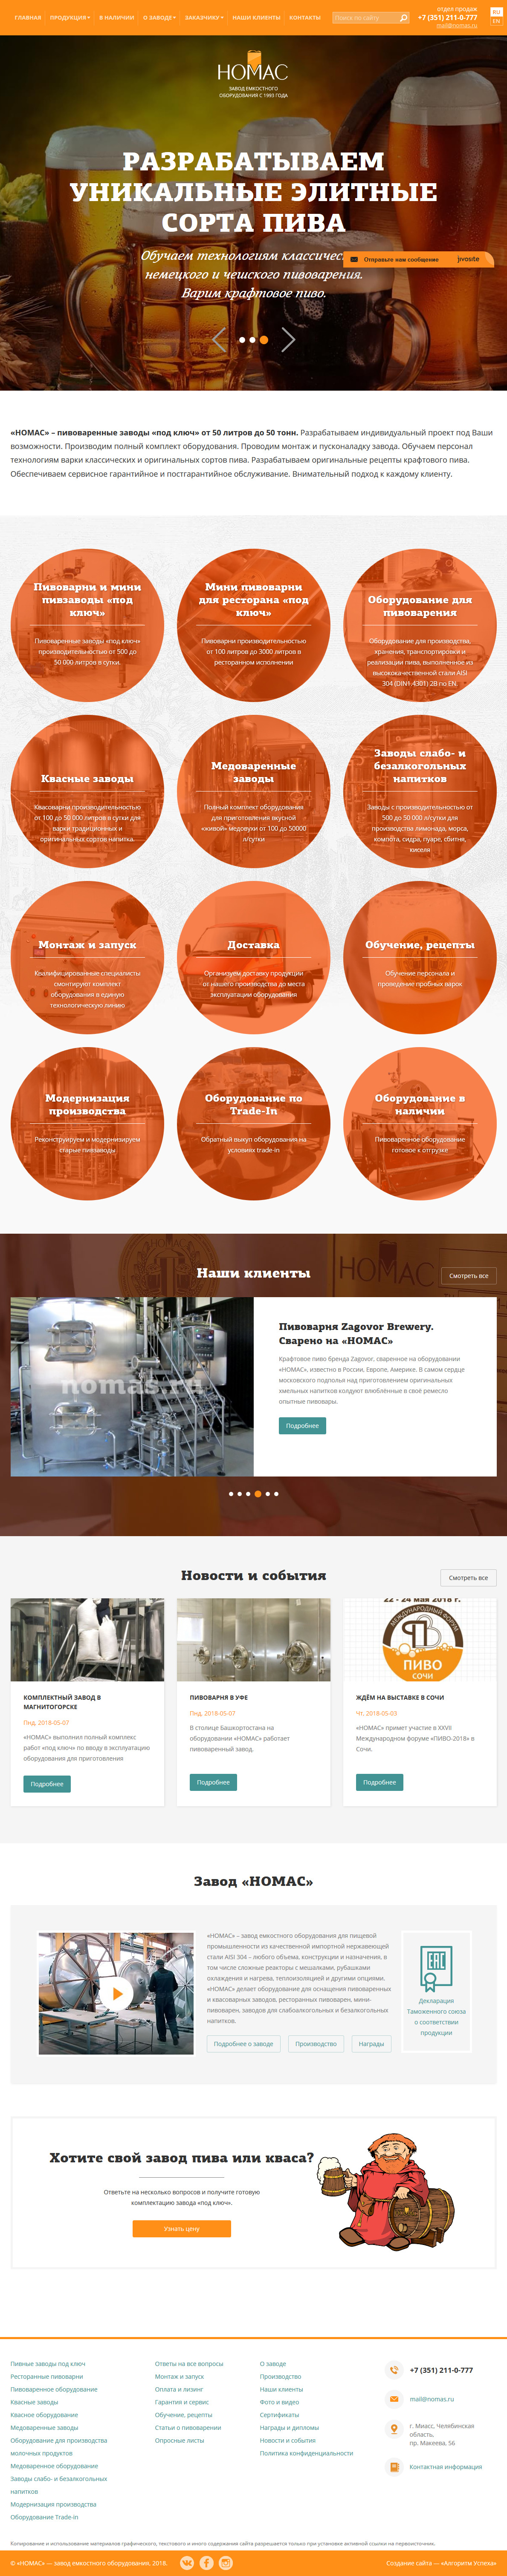 ГЛАВНАЯ
ПРОДУКЦИЯ
В НАЛИЧИИ
О ЗАВОДЕ
ЗАКАЗЧИКУ
НАШИ КЛИЕНТЫ
КОНТАКТЫ
Поиск по сайту
отдел продаж
+7 (351) 211-0-777
mail@nomas.ru
RU
EN
НОМАС
ЗАВОД ЕМКОСТНОГО
ОБОРУДОВАНИЯ С 1993 ГОДА
РАЗРАБАТЫВАЕМ
УНИКАЛЬНЫЕ ЭЛИТНЫЕ
СОРТА ПИВА
Обучаем технологиям классичес
немецкого и чешского пивоварения.
Варим крафтовое пиво.
Отправьте нам сообщение
jivosite
«НОМАС» – пивоваренные заводы «под ключ» от 50 литров до 50 тонн. Разрабатываем индивидуальный проект под Ваши
возможности. Производим полный комплект оборудования. Проводим монтаж и пусконаладку завода. Обучаем персонал
технологиям варки классических и оригинальных сортов пива. Разрабатываем оригинальные рецепты крафтового пива.
Обеспечиваем сервисное гарантийное и постгарантийное обслуживание. Внимательный подход к каждому клиенту.
Пивоварни и мини
пивзаводы «под
ключ»
Пивоваренные заводы «под ключ»
производительностью от 500 до
50 000 литров в сутки.
Мини пивоварни
для ресторана «под
ключ»
Пивоварни производительностью
от 100 литров до 3000 литров в
ресторанном исполнении
Оборудование для
пивоварения
Оборудование для производства,
хранения, транспортировки и
реализации пива, выполненное из
высококачественной стали AISI
304 (DIN1.4301) 2B по EN.
Квасные заводы
Квасоварни производительностью
от 100 до 50 000 литров в сутки для
варки традиционных и
оригинальных сортов напитка.
Медоваренные
заводы
Полный комплект оборудования
для приготовления вкусной
«живой» медовухи от 100 до 50000
л/сутки
Заводы слабо- и
безалкогольных
напитков
Заводы с производительностью от
500 до 50 000 л/сутки для
производства лимонада, морса,
компота, сидра, пуаре, сбитня,
киселя
Монтаж и запуск
Квалифицированные специалисты
смонтируют комплект
оборудования в единую
технологическую линию
Доставка
Организуем доставку продукции
от нашего производства до места
эксплуатации оборудования
Обучение, рецепты
Обучение персонала и
проведение пробных варок
Модернизация
производства
Реконструируем и модернизируем
старые пивзаводы
Оборудование по
Trade-In
Обратный выкуп оборудования на
условиях trade-in
Оборудование в
наличии
Пивоваренное оборудование
готовое к отгрузке
Наши клиенты
Смотреть все
Пивоварня Zagovor Brewery.
Сварено на «НОМАС»
Крафтовое пиво бренда Zagovor, сваренное на оборудовании
«НОМАС», известно в России, Европе, Америке. В самом сердце
московского подполья над приготовлением оригинальных
хмельных напитков колдуют влюблённые в своё ремесло
опытные пивовары.
Подробнее
Новости и события
Смотреть все
22 - 24 мая 2018 г.
МЕЖДУНАРОДНЫЙ ФОРУМ
ПИВО
СОЧИ
КОМПЛЕКТНЫЙ ЗАВОД В
МАГНИТОГОРСКЕ
Пнд, 2018-05-07
«НОМАС» выполнил полный комплекс
работ «под ключ» по вводу в эксплуатацию
оборудования для приготовления
Подробнее
ПИВОВАРНЯ В УФЕ
Пнд, 2018-05-07
В столице Башкортостана на
оборудовании «НОМАС» работает
пивоваренный завод.
Подробнее
ЖДЁМ НА ВЫСТАВКЕ В СОЧИ
Чт, 2018-05-03
«НОМАС» примет участие в XXVII
Международном форуме «ПИВО-2018» в
Сочи.
Подробнее
Завод «НОМАС»
«НОМАС» – завод емкостного оборудования для пищевой
промышленности из качественной импортной нержавеющей
стали AISI 304 – любого объема, конструкции и назначения, в
том числе сложные реакторы с мешалками, рубашками
охлаждения и нагрева, теплоизоляцией и другими опциями.
«НОМАС» делает оборудование для оснащения пивоваренных
и квасоварных заводов, ресторанных пивоварен, мини-
пивоварен, заводов для слабоалкогольных и безалкогольных
напитков.
Подробнее о заводе
Производство
Награды
ЕАС
Декларация
Таможенного союза
о соответствии
продукции
Хотите свой завод пива или кваса?
Ответьте на несколько вопросов и получите готовую
комплектацию завода «под ключ».
Узнать цену
Пивные заводы под ключ
Ресторанные пивоварни
Пивоваренное оборудование
Квасные заводы
Квасное оборудование
Медоваренные заводы
Оборудование для производства
молочных продуктов
Медоваренное оборудование
Заводы слабо- и безалкогольных
напитков
Модернизация производства
Оборудование Trade-in
Ответы на все вопросы
Монтаж и запуск
Оплата и лизинг
Гарантия и сервис
Обучение, рецепты
Статьи о пивоварении
Опросные листы
О заводе
Производство
Наши клиенты
Фото и видео
Сертификаты
Награды и дипломы
Новости и события
Политика конфиденциальности
+7 (351) 211-0-777
mail@nomas.ru
г. Миасс, Челябинская
область,
пр. Макеева, 56
Контактная информация
Копирование и использование материалов графического, текстового и иного содержания сайта разрешается только при установке активной ссылки на первоисточник.
© «НОМАС» — завод емкостного оборудования, 2018.
Создание сайта — «Алгоритм Успеха»